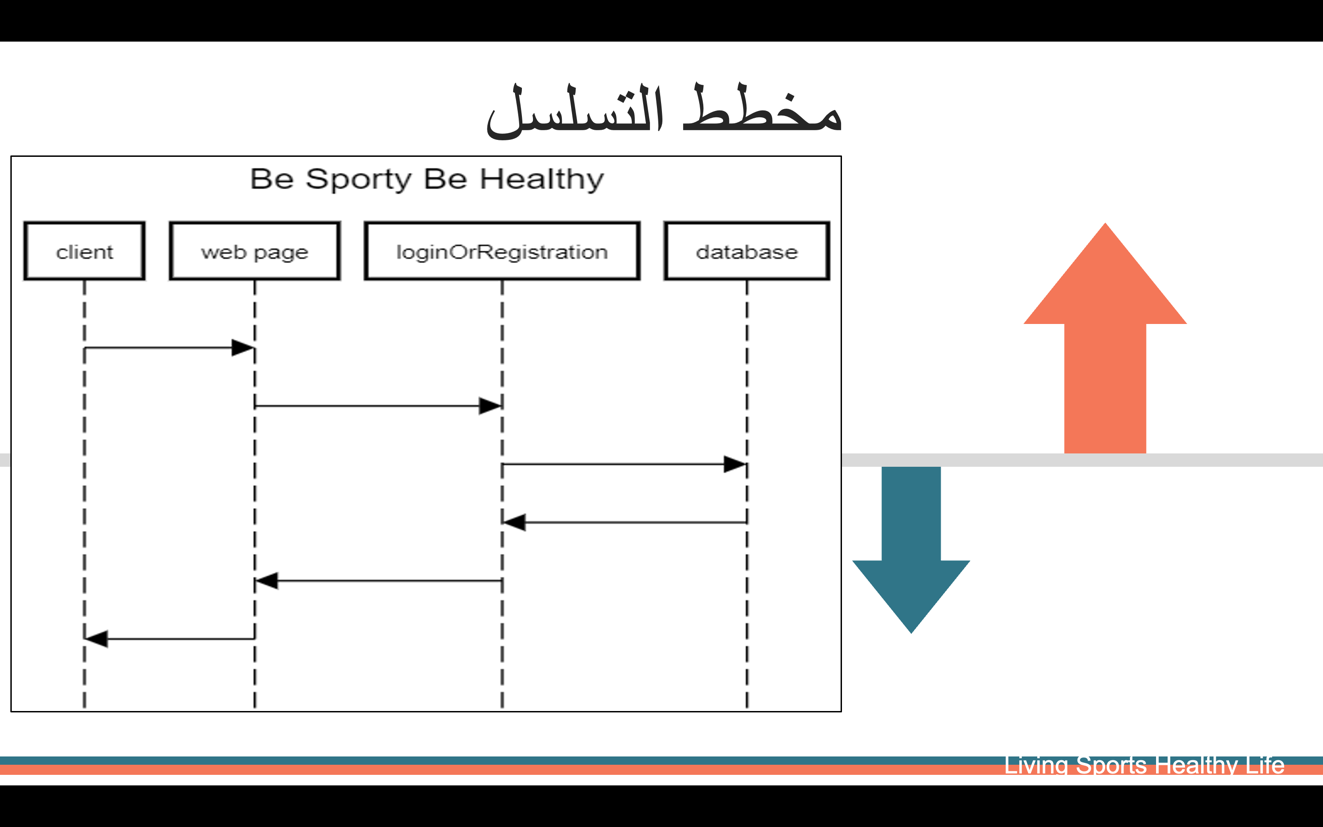 مخطط التسلسل
Be Sporty Be Healthy
client
web page
loginOrRegistration
database
Living Sports Healthy Life